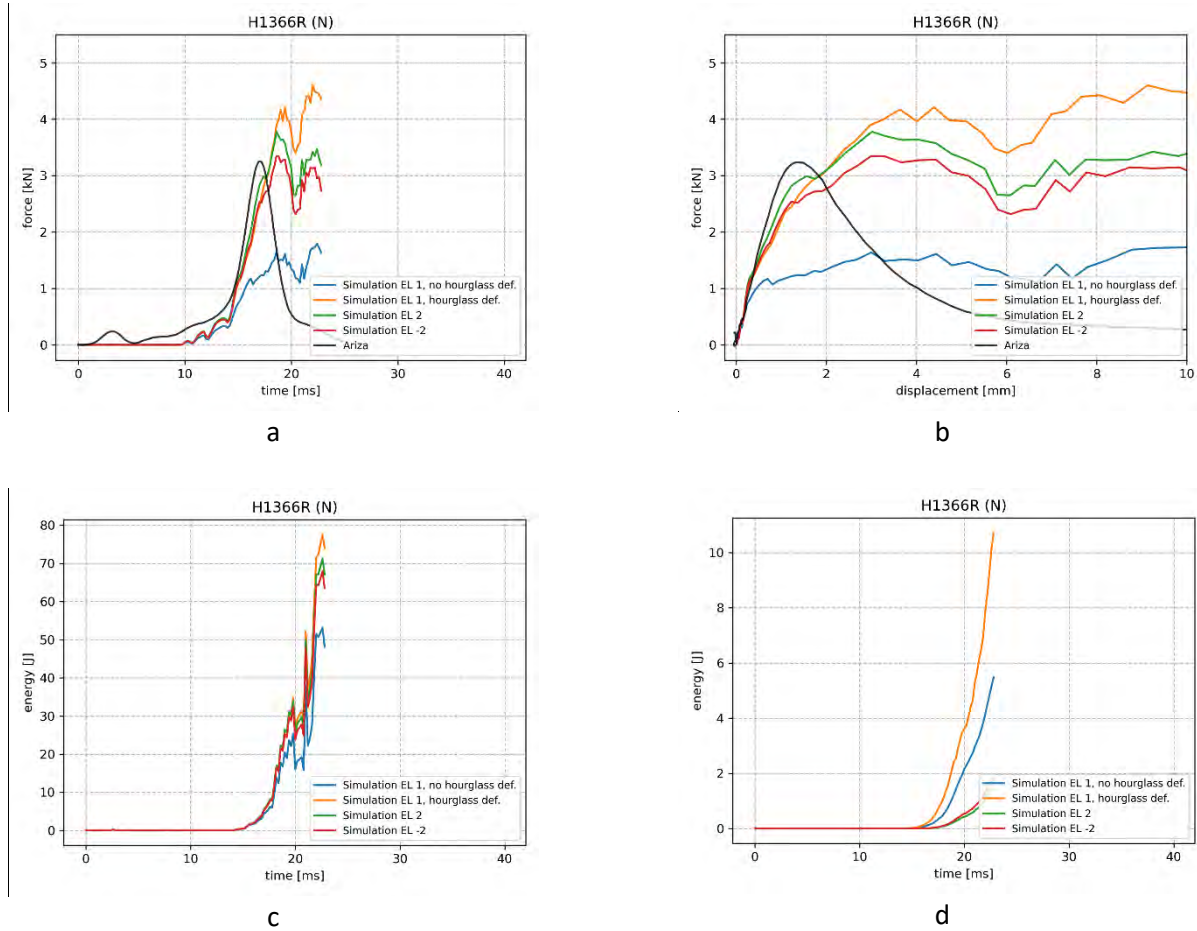 H1366R (N)
5
4
3
2
1
0
force [kN]
0
10
20
30
40
time [ms]
Simulation EL 1, no hourglass def.
Simulation EL 1, hourglass def.
Simulation EL 2
Simulation EL -2
Ariza
a
H1366R (N)
5
4
3
2
1
0
force [kN]
0
2
4
6
8
10
displacement [mm]
Simulation EL 1, no hourglass def.
Simulation EL 1, hourglass def.
Simulation EL 2
Simulation EL -2
Ariza
b
H1366R (N)
80
70
60
50
40
30
20
10
0
energy [J]
0
10
20
30
40
time [ms]
Simulation EL 1, no hourglass def.
Simulation EL 1, hourglass def.
Simulation EL 2
Simulation EL -2
c
H1366R (N)
10
8
6
4
2
0
energy [J]
0
10
20
30
40
time [ms]
Simulation EL 1, no hourglass def.
Simulation EL 1, hourglass def.
Simulation EL 2
Simulation EL -2
d